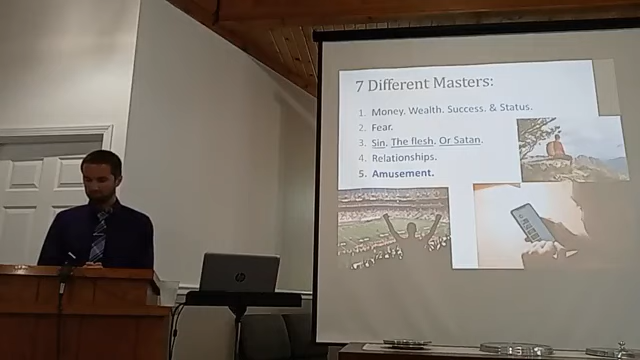 7 Different Masters:
1. Money. Wealth. Success. & Status.
2. Fear.
3. Sin. The flesh. Or Satan.
4. Relationships.
5. Amusement.
hp